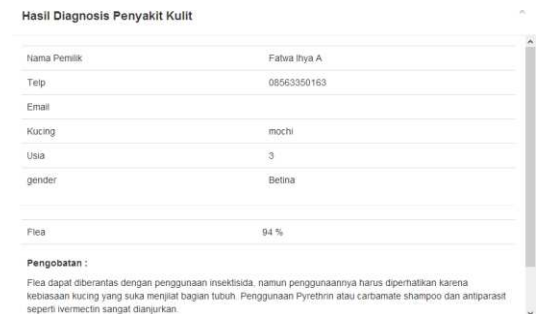 Hasil Diagnosis Penyakit Kulit
Nama Pemilik Fatwa Ihya A
Telp 08563350163
Email
Kucing mochi
Usia 3
gender Betina
Flea 94 %
Pengobatan :
Flea dapat diberantas dengan penggunaan insektisida, namun penggunaannya harus diperhatikan karena
kebiasaan kucing yang suka menjilat bagian tubuh. Penggunaan Pyrethrin atau carbamate shampoo dan antiparasit
seperti ivermectin sangat dianjurkan.